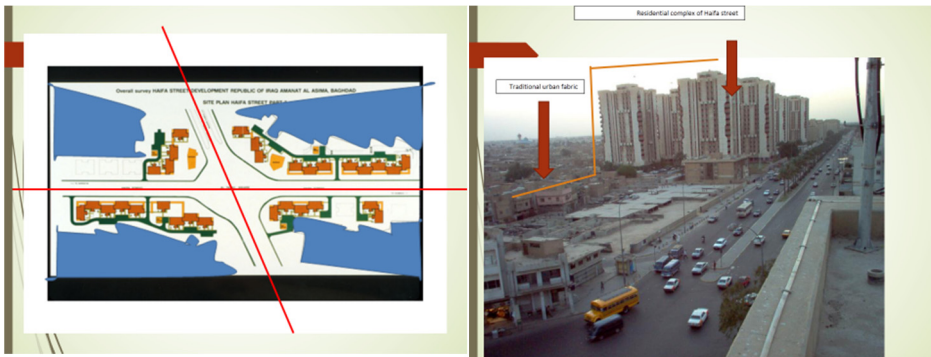 Overall survey HAIFA STREET DEVELOPMENT REPUBLIC OF IRAQ AMANAT AL ASIMA, BAGHDAD
SITE PLAN HAIFA STREET PART
Residential complex of Haifa street
Traditional urban fabric